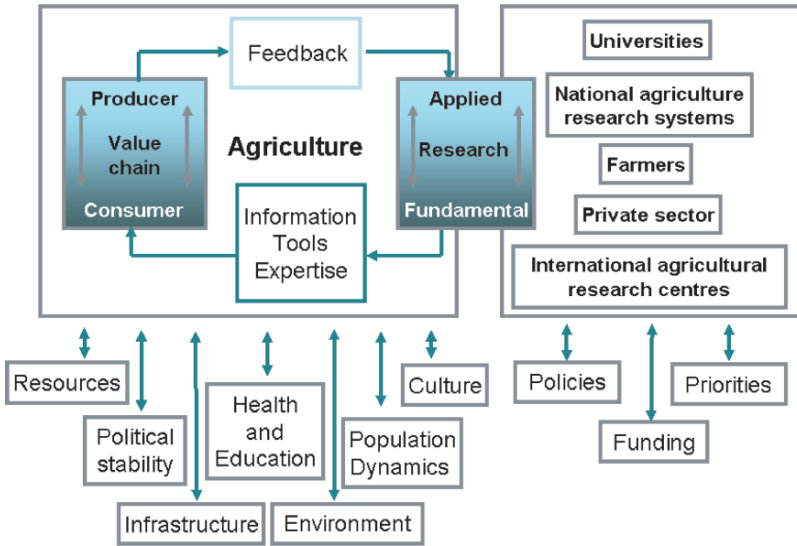 Feedback
Producer
Value
chain
Consumer
Agriculture
Information
Tools
Expertise
Applied
Research
Fundamental
Universities
National agriculture
research systems
Farmers
Private sector
International agricultural
research centres
Resources
Political
stability
Infrastructure
Health
and
Education
Environment
Population
Dynamics
Culture
Policies
Funding
Priorities